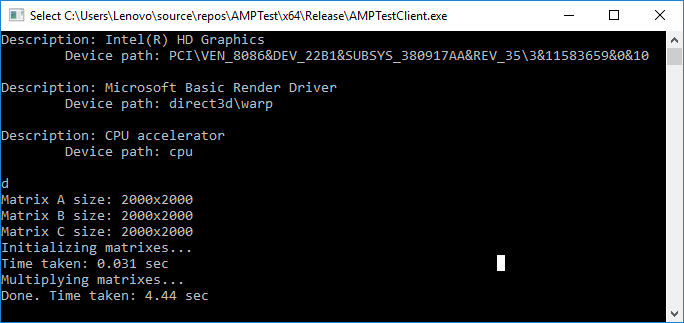 Select C:\Users\Lenovo\source\repos\AMPTest\x64\Release\AMPTestClient.exe
Description: Intel(R) HD Graphics
Device path: PCI\VEN_8086&DEV_22B1&SUBSYS_380917AA&REV_35\3&11583659&0&10
Description: Microsoft Basic Render Driver
Device path: direct3d\warp
Description: CPU accelerator
Device path: cpu
d
Matrix A size: 2000x2000
Matrix B size: 2000x2000
Matrix C size: 2000x2000
Initializing matrixes...
Time taken: 0.031 sec
Multiplying matrixes...
Done. Time taken: 4.44 sec